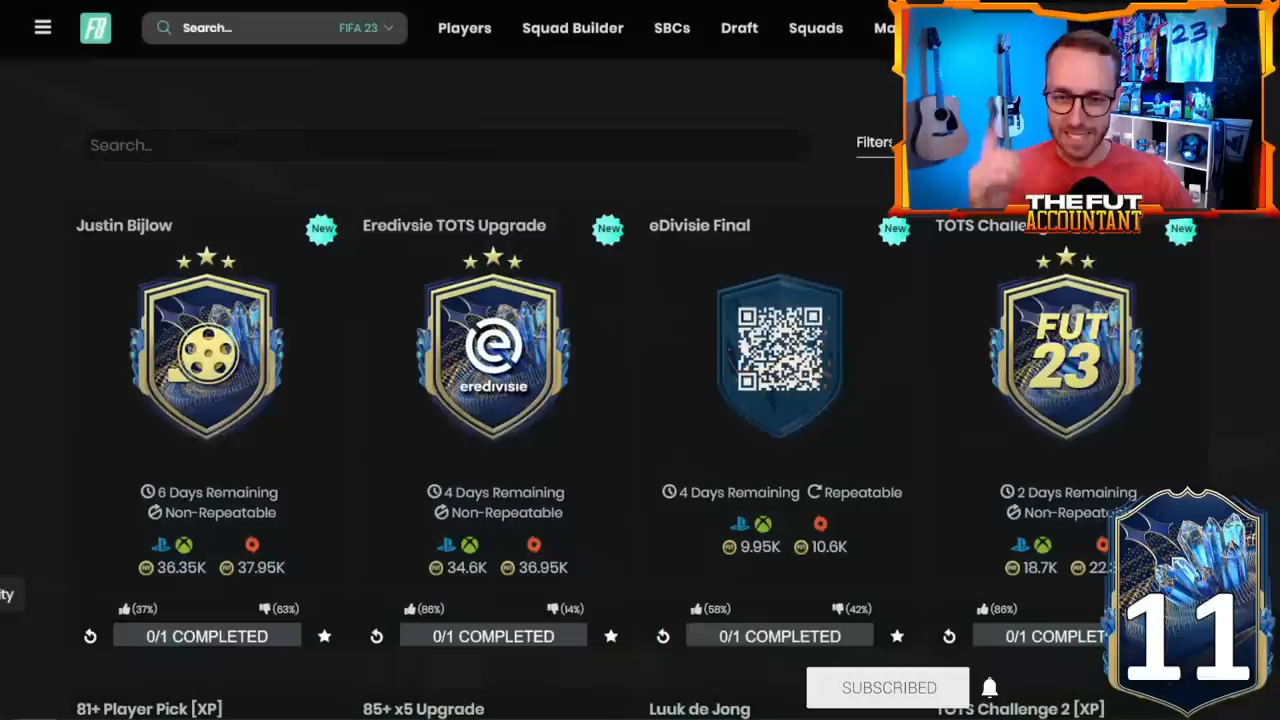 Search...
FIFA 23
Players
Squad Builder
SBCs
Draft
Squads
23
Search...
Filters
THE FUT
ACCOUNTANT
Justin Bijlow
New
Eredivsie TOTS Upgrade
New
eDivisie Final
New
TOTS
New
eredivisie
FUT
23
6 Days Remaining
Non-Repeatable
4 Days Remaining
Non-Repeatable
4 Days Remaining
Repeatable
2 Days Remaining
36.35K
37.95K
34.6K
36.95K
9.95K
10.6K
18.7K
(37%)
(63%)
(86%)
(14%)
(58%)
(42%)
(86%)
0/1 COMPLETED
0/1 COMPLETED
0/1 COMPLETED
0/1
11
SUBSCRIBED
81+ Player Pick [XP]
85+ x5 Upgrade
Luuk de Jong
TOTS Challenge 2 [XP]